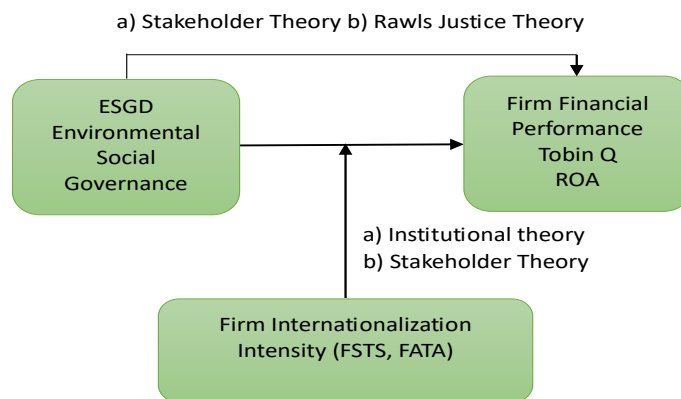 a) Stakeholder Theory b) Rawls Justice Theory
ESGD
Environmental
Social
Governance
Firm Financial
Performance
Tobin Q
ROA
a) Institutional theory
b) Stakeholder Theory
Firm Internationalization
Intensity (FSTS, FATA)